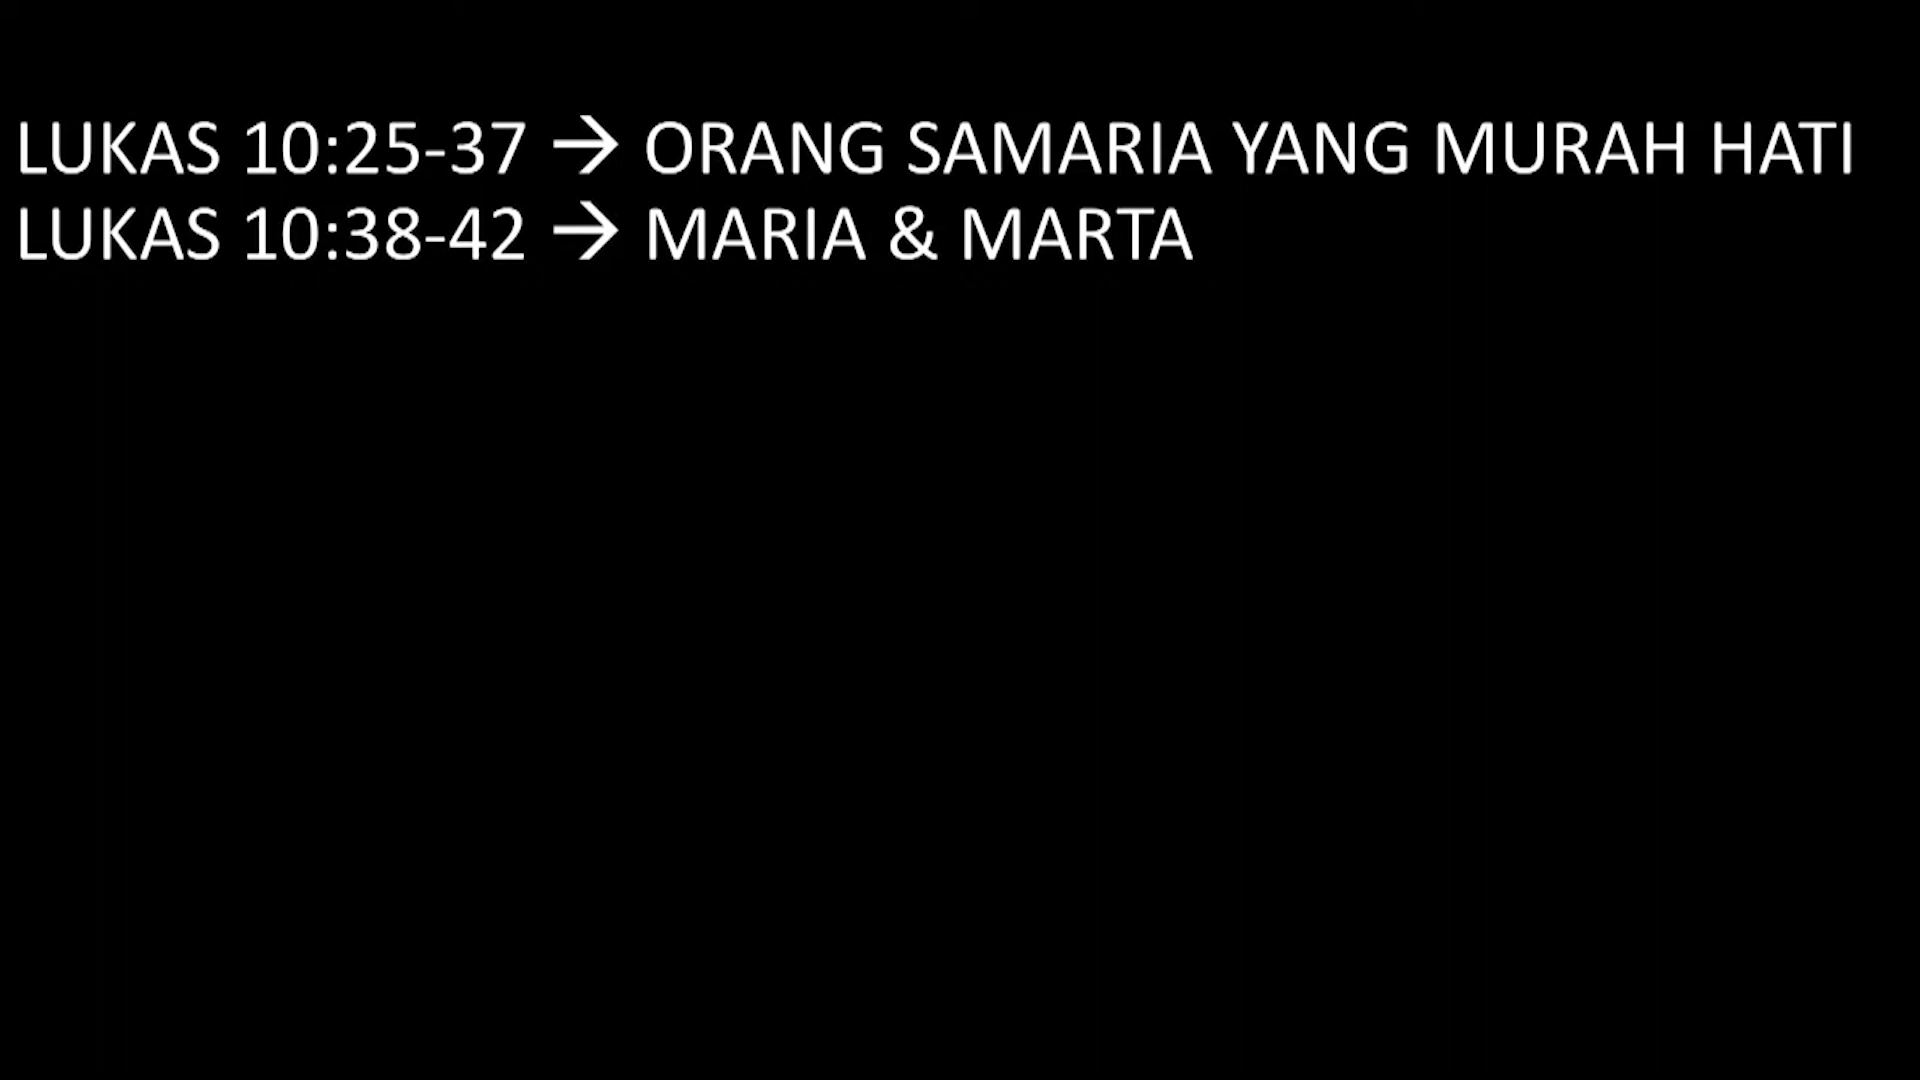 LUKAS 10:25-37 → ORANG SAMARIA YANG MURAH HATI
LUKAS 10:38-42 → MARIA & MARTA